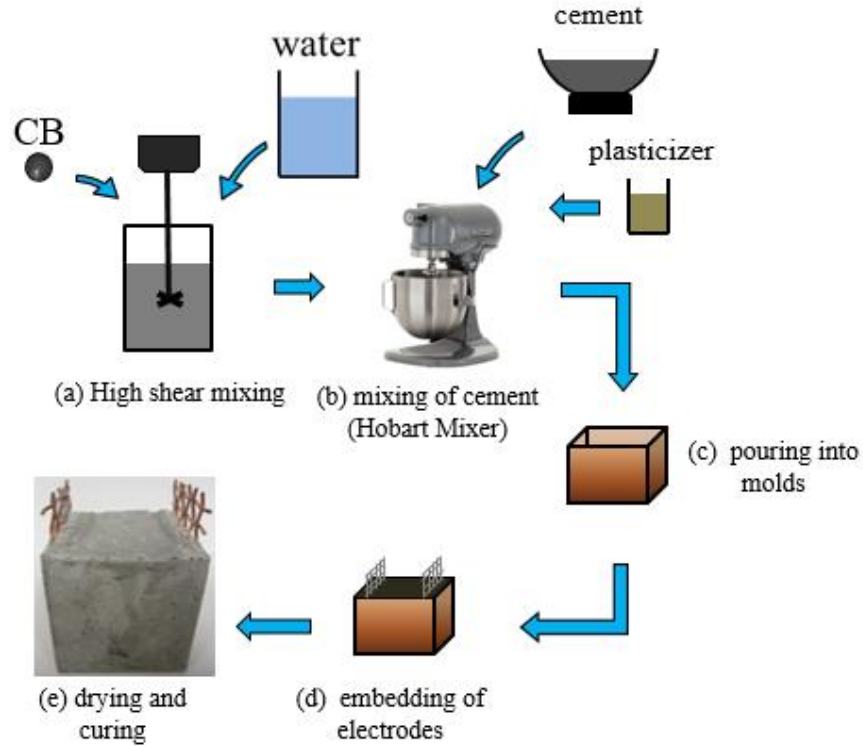 cement
water
CB
plasticizer
(a) High shear mixing
(b) mixing of cement
(Hobart Mixer)
(c) pouring into
molds
(e) drying and
curing
(d) embedding of
electrodes